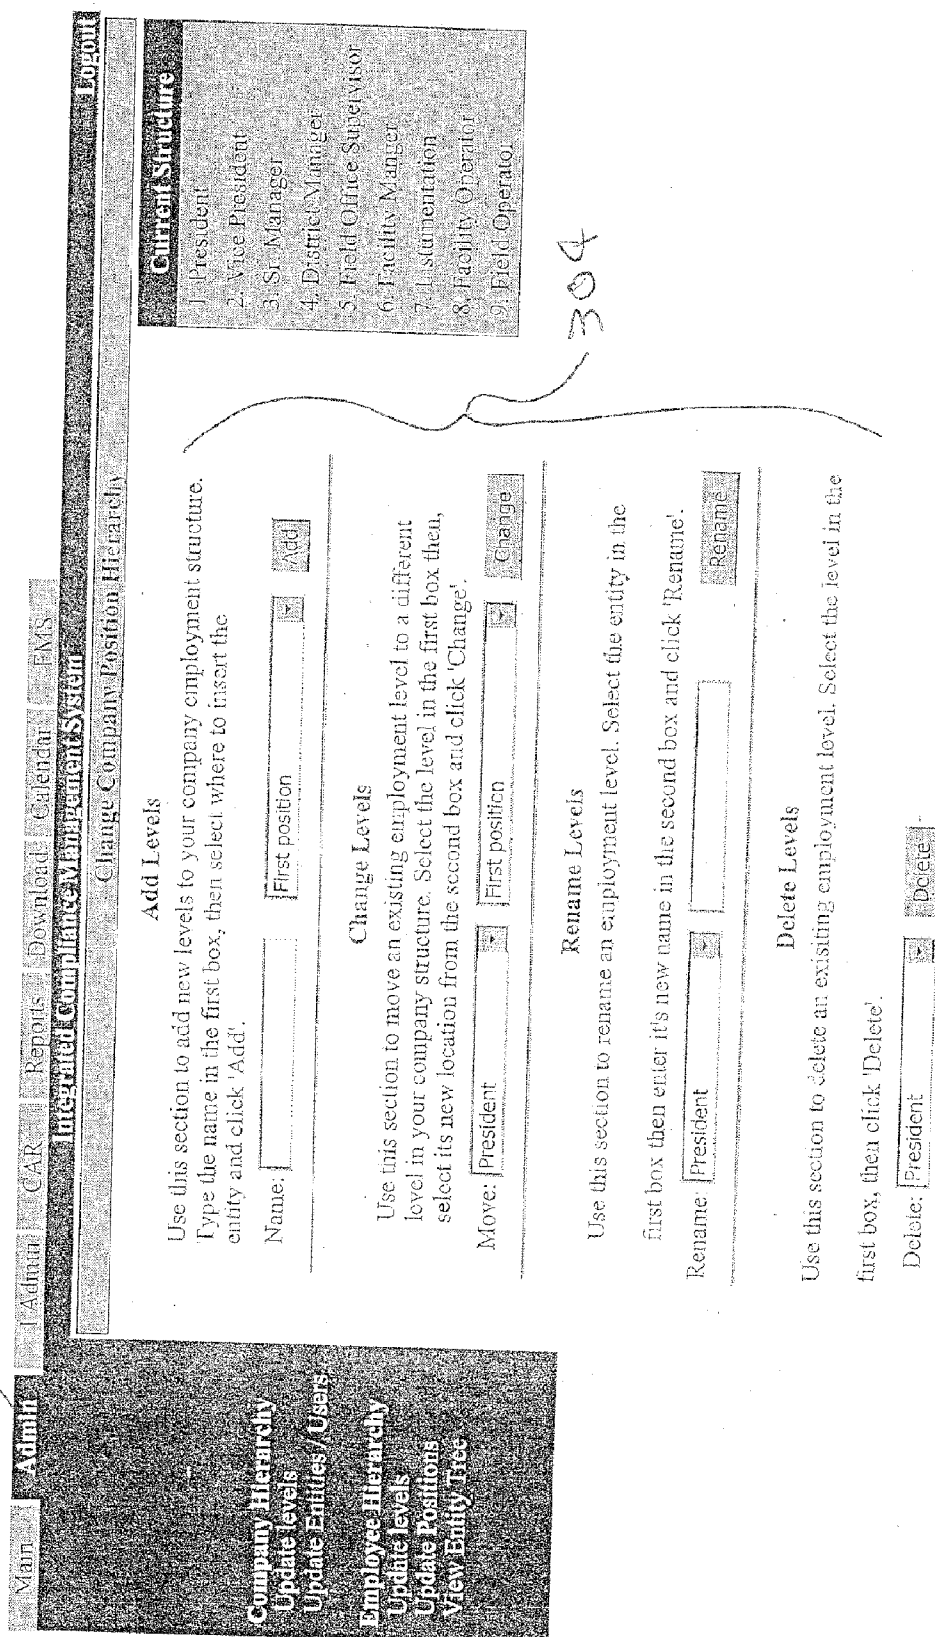 Main
Admin
1 Admin
CAR
Reports
Download
Calendar
EMS
Integrated Compliance Management System
Logout
Change Company Position Hierarchy
Company Hierarchy
Update levels
Update Entities / Users
Employee Hierarchy
Update levels
Update Positions
View Entity Tree
Add Levels
Use this section to add new levels to your company employment structure.
Type the name in the first box, then select where to insert the
entity and click 'Add'.
Name:
First position
Add
Change Levels
Use this section to move an existing employment level to a different
level in your company structure. Select the level in the first box then,
select its new location from the second box and click 'Change'.
Move: President
First position
Change
Rename Levels
Use this section to rename an employment level. Select the entity in the
first box then enter it's new name in the second box and click 'Rename'.
Rename: President
Rename
Delete Levels
Use this section to delete an exisiting employment level. Select the level in the
first box, then click 'Delete'.
Delete: President
Delete
Current Structure
1. President
2. Vice President
3. Sr. Manager
4. District Manager
5. Field Office Supervisor
6. Facility Manger
7. I stumentation
8. Facility Operator
9. Field Operator
304